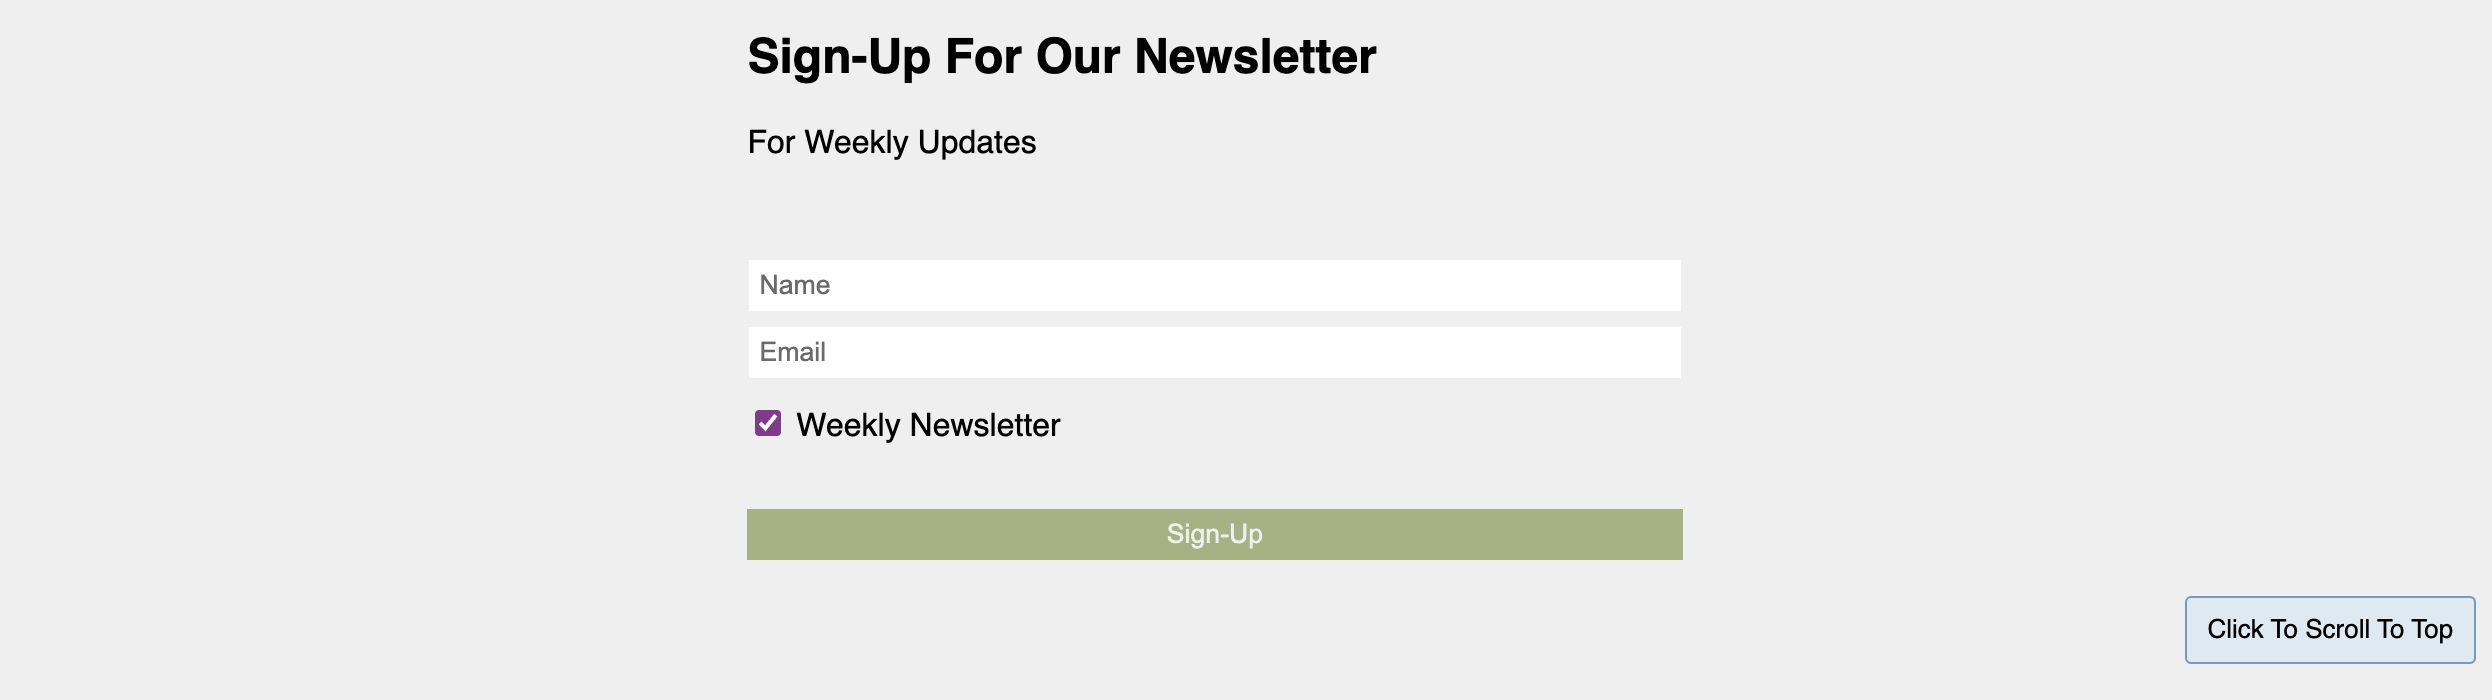 Sign-Up For Our Newsletter
For Weekly Updates
Name
Email
Weekly Newsletter
Sign-Up
Click To Scroll To Top